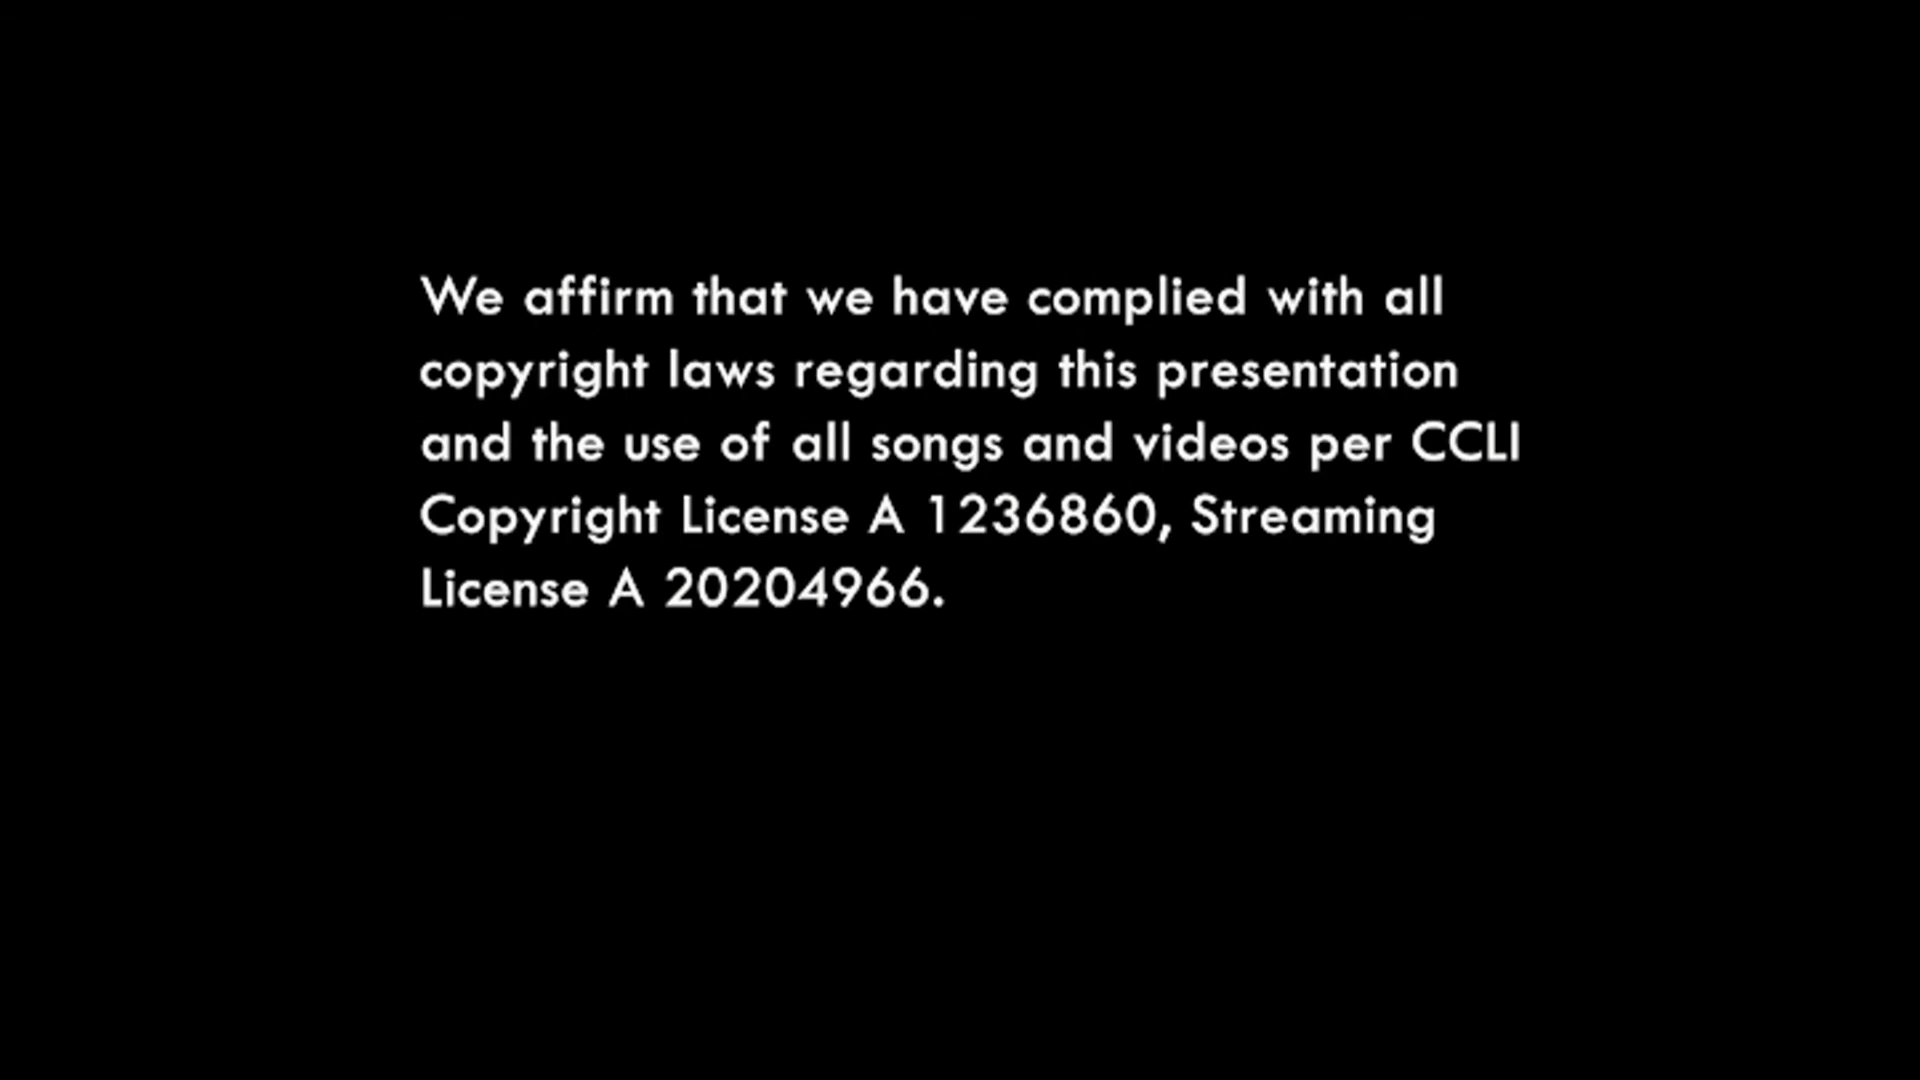 We affirm that we have complied with all
copyright laws regarding this presentation
and the use of all songs and videos per CCLI
Copyright License A 1236860, Streaming
License A 20204966.